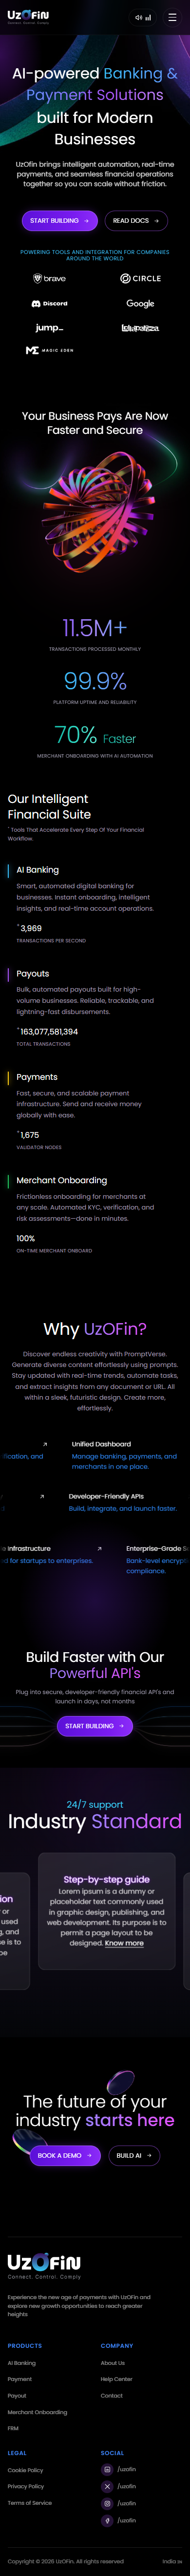 UzOFin
Connect. Control. Comply
AI-powered Banking &
Payment Solutions
built for Modern
Businesses
UzOfin brings intelligent automation, real-time
payments, and seamless financial operations
together so you can scale without friction.
START BUILDING →
READ DOCS →
POWERING TOOLS AND INTEGRATION FOR COMPANIES
AROUND THE WORLD
brave
CIRCLE
Discord
Google
jump_
MAGIC EDEN
Your Business Pays Are Now
Faster and Secure
11.5M+
TRANSACTIONS PROCESSED MONTHLY
99.9%
PLATFORM UPTIME AND RELIABILITY
70% Faster
MERCHANT ONBOARDING WITH AI AUTOMATION
Our Intelligent
Financial Suite
* Tools That Accelerate Every Step Of Your Financial
Workflow.
AI Banking
Smart, automated digital banking for
businesses. Instant onboarding, intelligent
insights, and real-time account operations.
*3,969
TRANSACTIONS PER SECOND
Payouts
Bulk, automated payouts built for high-
volume businesses. Reliable, trackable, and
lightning-fast disbursements.
*163,077,581,394
TOTAL TRANSACTIONS
Payments
Fast, secure, and scalable payment
infrastructure. Send and receive money
globally with ease.
*1,675
VALIDATOR NODES
Merchant Onboarding
Frictionless onboarding for merchants at
any scale. Automated KYC, verification, and
risk assessments—done in minutes.
100%
ON-TIME MERCHANT ONBOARD
Why UzOFin?
Discover endless creativity with PromptVerse.
Generate diverse content effortlessly using prompts.
Stay updated with real-time trends, automate tasks,
and extract insights from any document or URL. All
within a sleek, futuristic design. Create more,
effortlessly.
Unified Dashboard
ication, and
Manage banking, payments, and
merchants in one place.
Developer-Friendly APIs
Build, integrate, and launch faster.
Infrastructure
d for startups to enterprises.
Enterprise-Grade S
Bank-level encryp
compliance.
Build Faster with Our
Powerful API's
Plug into secure, developer-friendly financial API's and
launch in days, not months
START BUILDING →
24/7 support
Industry Standard
Step-by-step guide
Lorem ipsum is a dummy or
placeholder text commonly used
in graphic design, publishing, and
web development. Its purpose is to
permit a page layout to be
designed. Know more
The future of your
industry starts here
BOOK A DEMO →
BUILD AI →
UzOFin
Connect. Control. Comply
Experience the new age of payments with UzOFin and
explore new growth opportunities to reach greater
heights
PRODUCTS
AI Banking
Payment
Payout
Merchant Onboarding
FRM
COMPANY
About Us
Help Center
Contact
LEGAL
Cookie Policy
Privacy Policy
Terms of Service
SOCIAL
/uzofin
/uzofin
/uzofin
/uzofin
Copyright © 2026 UzOFin. All rights reserved
India